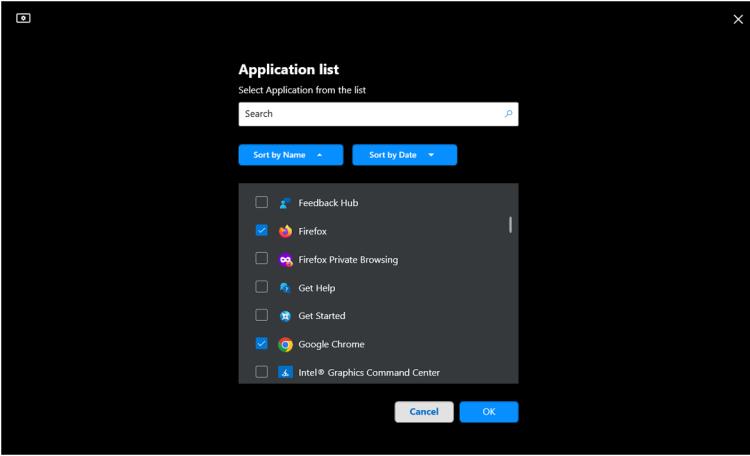 Application list
Select Application from the list
Search
Sort by Name
Sort by Date
Feedback Hub
Firefox
Firefox Private Browsing
Get Help
Get Started
Google Chrome
Intel® Graphics Command Center
Cancel
OK